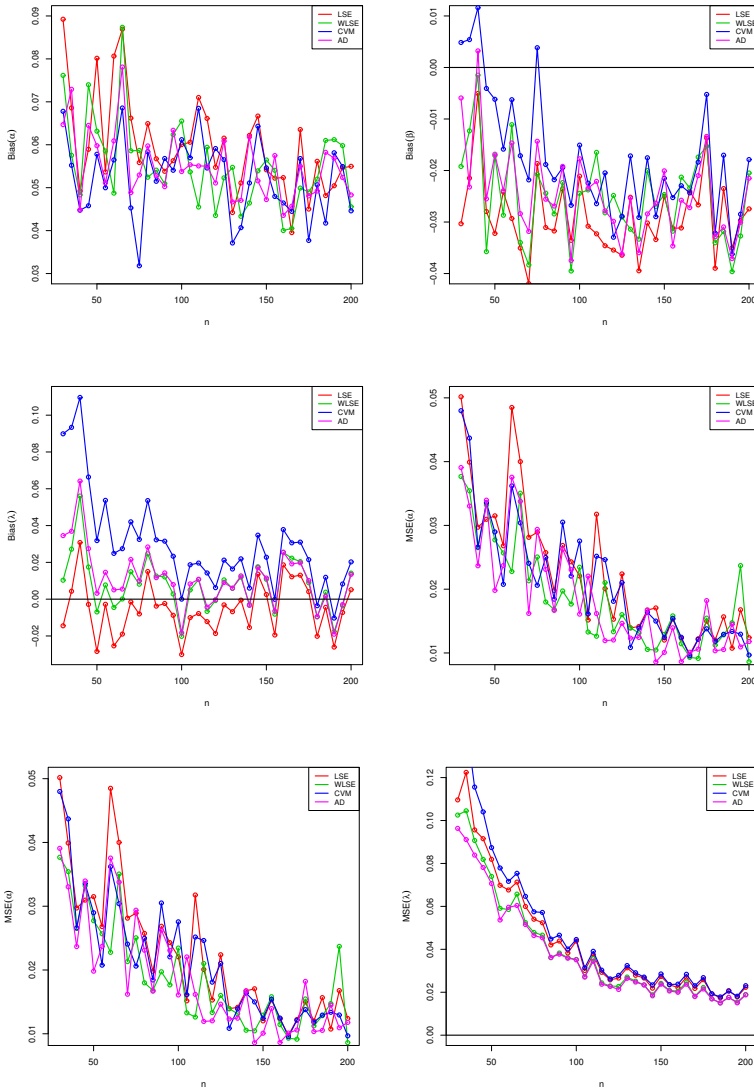 LSE
WLSE
CVM
AD
0.09
0.08
0.07
0.06
0.05
0.04
0.03
Bias(α)
50 100 150 200
n
LSE
WLSE
CVM
AD
0.01
0.00
-0.01
-0.02
-0.03
-0.04
Bias(β)
50 100 150 200
n
LSE
WLSE
CVM
AD
0.10
0.08
0.06
0.04
0.02
0.00
-0.02
Bias(λ)
50 100 150 200
n
LSE
WLSE
CVM
AD
0.05
0.04
0.03
0.02
0.01
MSE(α)
50 100 150 200
n
LSE
WLSE
CVM
AD
0.05
0.04
0.03
0.02
0.01
MSE(α)
50 100 150 200
n
LSE
WLSE
CVM
AD
0.12
0.10
0.08
0.06
0.04
0.02
0.00
MSE(λ)
50 100 150 200
n